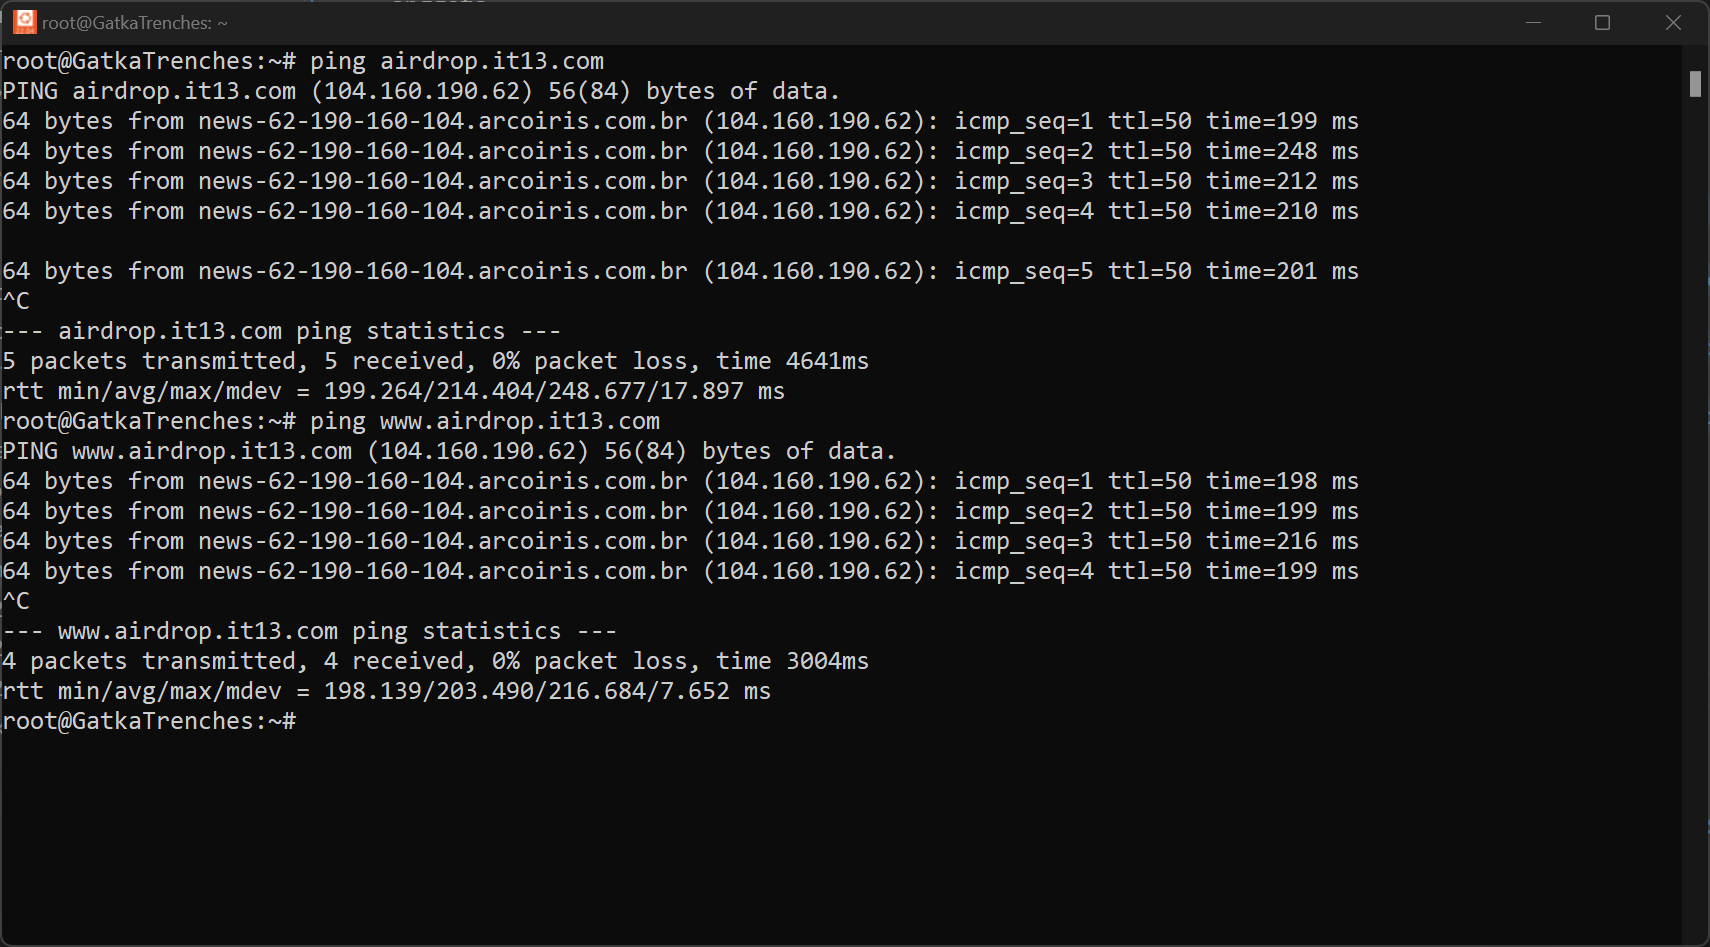 root@GatkaTrenches: ~
root@GatkaTrenches:~# ping airdrop.it13.com
PING airdrop.it13.com (104.160.190.62) 56(84) bytes of data.
64 bytes from news-62-190-160-104.arcoiris.com.br (104.160.190.62): icmp_seq=1 ttl=50 time=199 ms
64 bytes from news-62-190-160-104.arcoiris.com.br (104.160.190.62): icmp_seq=2 ttl=50 time=248 ms
64 bytes from news-62-190-160-104.arcoiris.com.br (104.160.190.62): icmp_seq=3 ttl=50 time=212 ms
64 bytes from news-62-190-160-104.arcoiris.com.br (104.160.190.62): icmp_seq=4 ttl=50 time=210 ms
64 bytes from news-62-190-160-104.arcoiris.com.br (104.160.190.62): icmp_seq=5 ttl=50 time=201 ms
^C
--- airdrop.it13.com ping statistics ---
5 packets transmitted, 5 received, 0% packet loss, time 4641ms
rtt min/avg/max/mdev = 199.264/214.404/248.677/17.897 ms
root@GatkaTrenches:~# ping www.airdrop.it13.com
PING www.airdrop.it13.com (104.160.190.62) 56(84) bytes of data.
64 bytes from news-62-190-160-104.arcoiris.com.br (104.160.190.62): icmp_seq=1 ttl=50 time=198 ms
64 bytes from news-62-190-160-104.arcoiris.com.br (104.160.190.62): icmp_seq=2 ttl=50 time=199 ms
64 bytes from news-62-190-160-104.arcoiris.com.br (104.160.190.62): icmp_seq=3 ttl=50 time=216 ms
64 bytes from news-62-190-160-104.arcoiris.com.br (104.160.190.62): icmp_seq=4 ttl=50 time=199 ms
^C
--- www.airdrop.it13.com ping statistics ---
4 packets transmitted, 4 received, 0% packet loss, time 3004ms
rtt min/avg/max/mdev = 198.139/203.490/216.684/7.652 ms
root@GatkaTrenches:~#